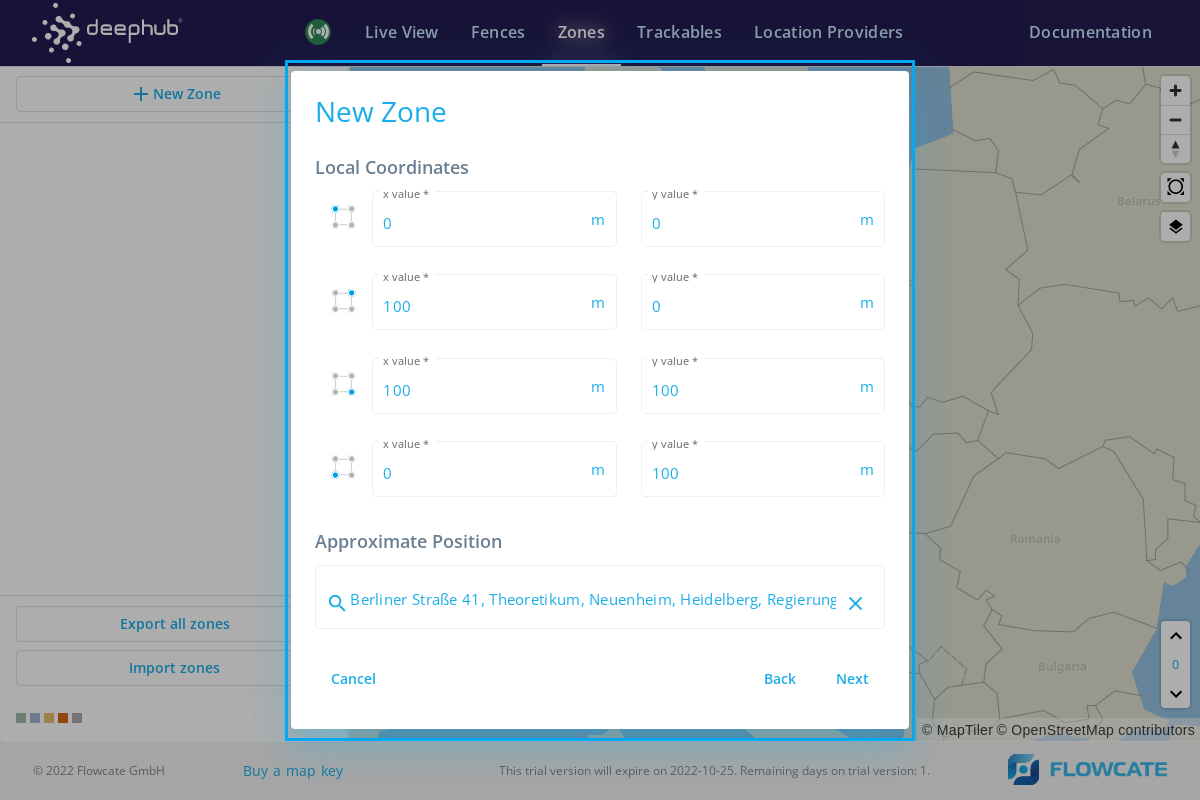 deephub
Live View
Fences
Zones
Trackables
Location Providers
Documentation
New Zone
New Zone
Local Coordinates
x value *
0 m
y value *
0 m
x value *
100 m
y value *
0 m
x value *
100 m
y value *
100 m
x value *
0 m
y value *
100 m
Approximate Position
Berliner Straße 41, Theoretikum, Neuenheim, Heidelberg, Regierung
Cancel
Back
Next
Export all zones
Import zones
Belarus
Romania
Bulgaria
0
© MapTiler © OpenStreetMap contributors
© 2022 Flowcate GmbH
Buy a map key
This trial version will expire on 2022-10-25. Remaining days on trial version: 1.
FLOWCATE